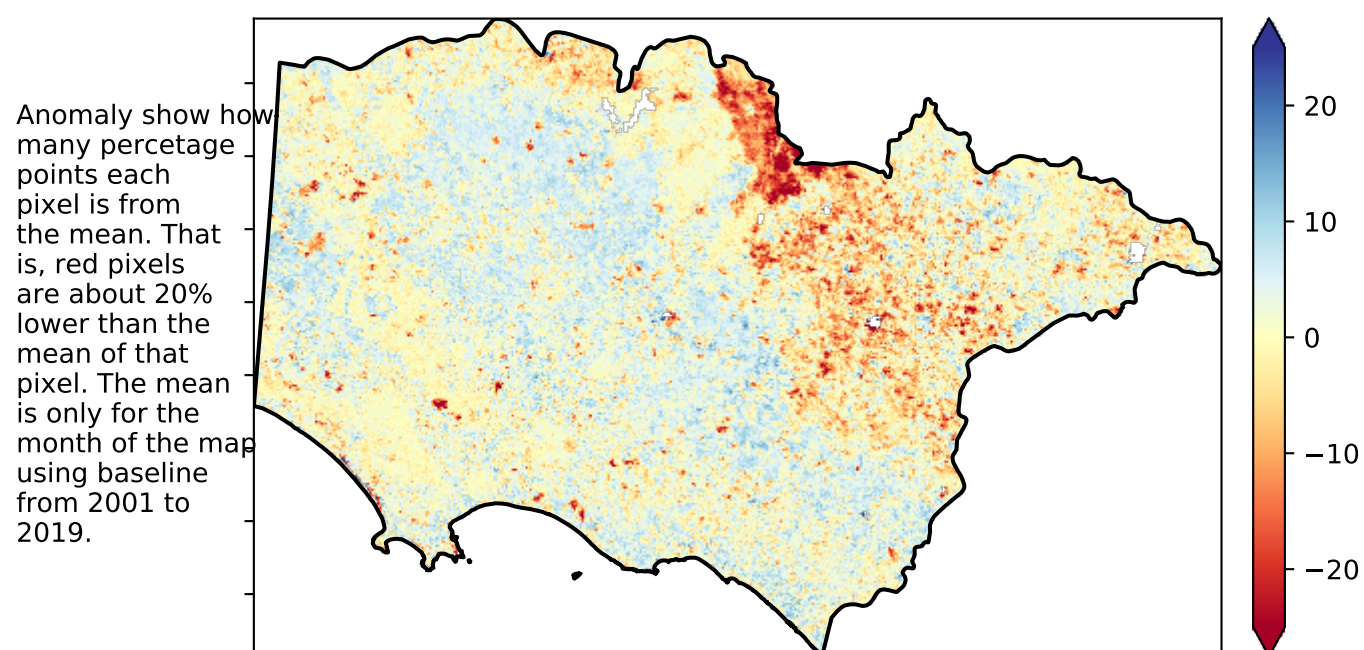 Anomaly show how
many percetage
points each
pixel is from
the mean. That
is, red pixels
are about 20%
lower than the
mean of that
pixel. The mean
is only for the
month of the map
using baseline
from 2001 to
2019.
20
10
0
−10
−20